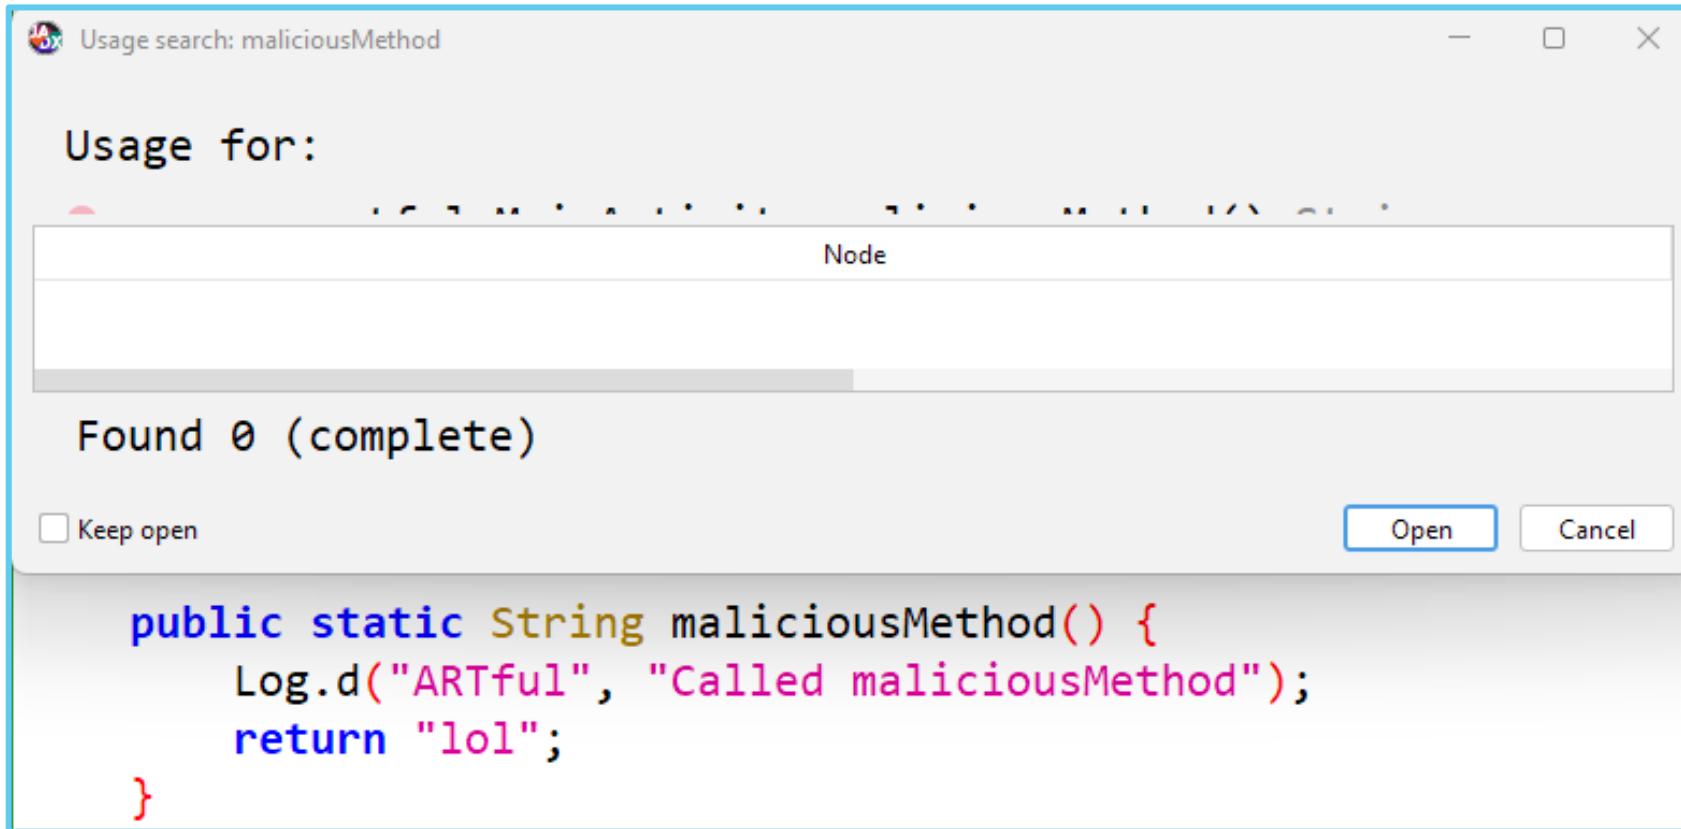 Usage search: maliciousMethod
Usage for:
Node
Found 0 (complete)
Keep open
Open Cancel
public static String maliciousMethod() {
Log.d("ARTful", "Called maliciousMethod");
return "lol";
}